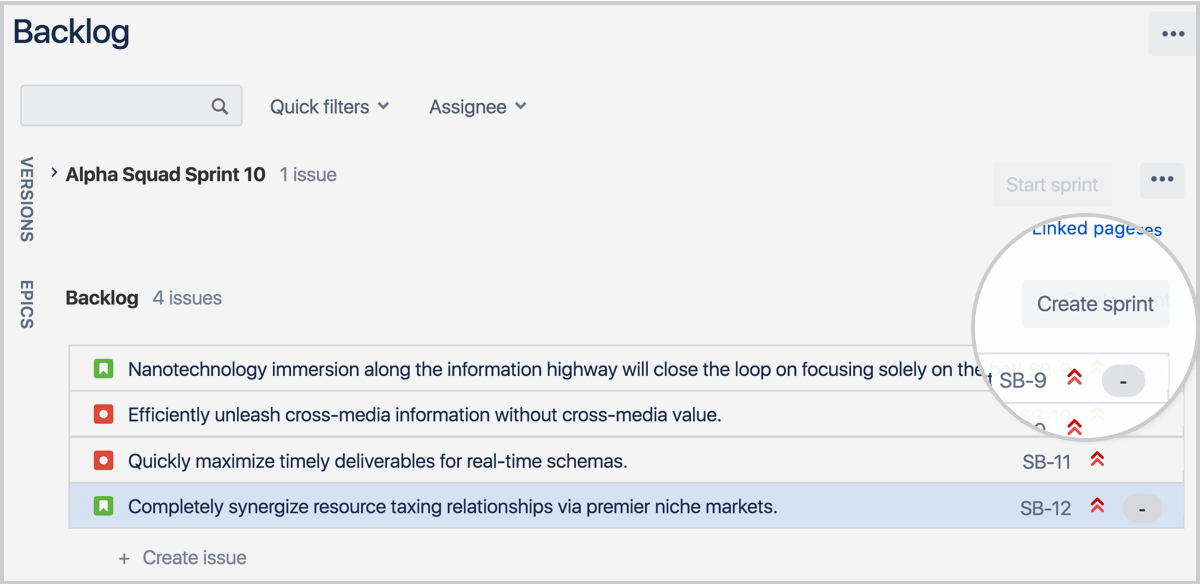 Backlog
Quick filters Assignee
VERSIONS
Alpha Squad Sprint 10 1 issue
Start sprint
Linked pages
EPICS
Backlog 4 issues
Create sprint
Nanotechnology immersion along the information highway will close the loop on focusing solely on the SB-9 -
Efficiently unleash cross-media information without cross-media value. SB-10
Quickly maximize timely deliverables for real-time schemas. SB-11
Completely synergize resource taxing relationships via premier niche markets. SB-12 -
+ Create issue